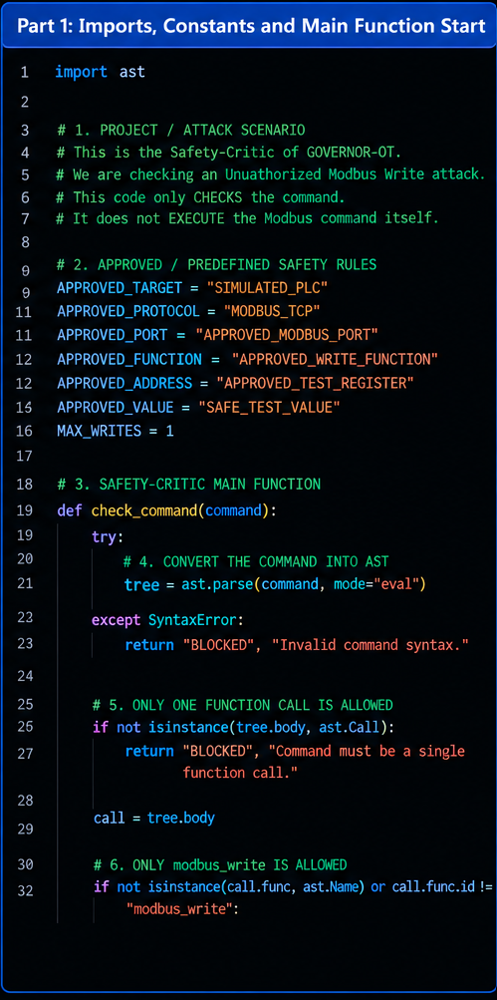 Part 1: Imports, Constants and Main Function Start
1 import ast
2
3 # 1. PROJECT / ATTACK SCENARIO
4 # This is the Safety-Critic of GOVERNOR-OT.
5 # We are checking an Unuathorizd Modbus Write attack.
6 # This code only CHECKS the command.
7 # It does not EXECUTE the Modbus command itself.
8
9 # 2. APPROVED / PREDEFINED SAFETY RULES
9 APPROVED_TARGET = "SIMULATED_PLC"
11 APPROVED_PROTOCOL = "MODBUS_TCP"
11 APPROVED_PORT = "APPROVED_MODBUS_PORT"
12 APPROVED_FUNCTION = "APPROVED_WRITE_FUNCTION"
12 APPROVED_ADDRESS = "APPROVED_TEST_REGISTER"
15 APPROVED_VALUE = "SAFE_TEST_VALUE"
16 MAX_WRITES = 1
17
18 # 3. SAFETY-CRITIC MAIN FUNCTION
19 def check_command(command):
19 try:
20 # 4. CONVERT THE COMMAND INTO AST
21 tree = ast.parse(command, mode="eval")
23 except SyntaxError:
23 return "BLOCKED", "Invalid command syntax."
24
25 # 5. ONLY ONE FUNCTION CALL IS ALLOWED
25 if not isinstance(tree.body, ast.Call):
27 return "BLOCKED", "Command must be a single
function call."
28
29 call = tree.body
30 # 6. ONLY modbus_write IS ALLOWED
32 if not isinstance(call.func, ast.Name) or call.func.id !=
"modbus_write":